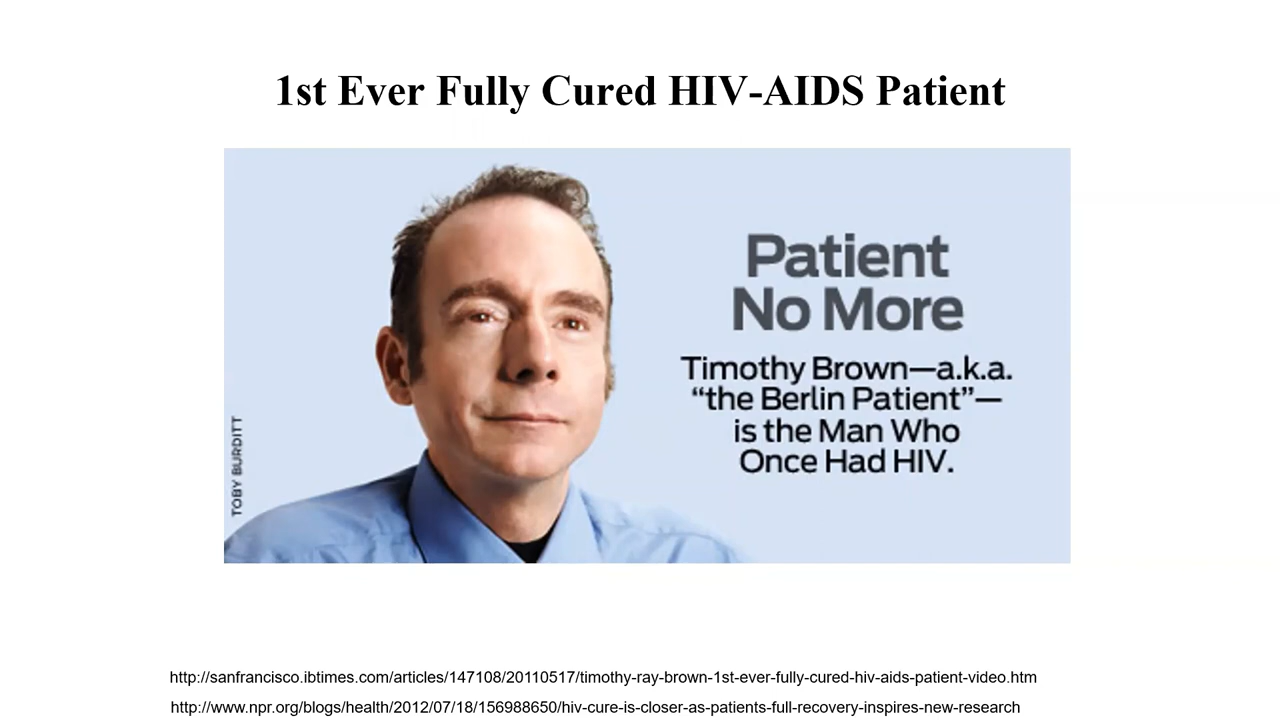 1st Ever Fully Cured HIV-AIDS Patient
Patient
No More
Timothy Brown—a.k.a.
“the Berlin Patient”—
is the Man Who
Once Had HIV.
TOBY BURDITT
http://sanfrancisco.ibtimes.com/articles/147108/20110517/timothy-ray-brown-1st-ever-fully-cured-hiv-aids-patient-video.htm
http://www.npr.org/blogs/health/2012/07/18/156988650/hiv-cure-is-closer-as-patients-full-recovery-inspires-new-research